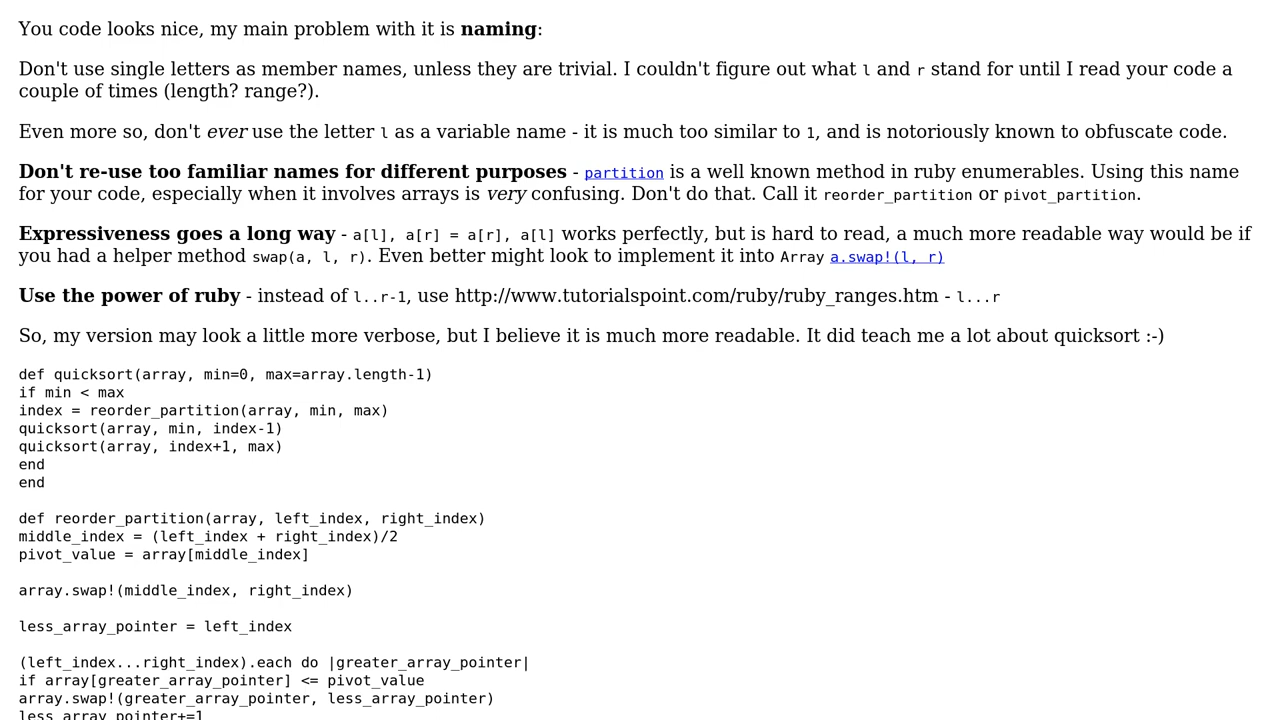 You code looks nice, my main problem with it is naming:
Don't use single letters as member names, unless they are trivial. I couldn't figure out what l and r stand for until I read your code a
couple of times (length? range?).
Even more so, don't ever use the letter l as a variable name - it is much too similar to 1, and is notoriously known to obfuscate code.
Don't re-use too familiar names for different purposes - partition is a well known method in ruby enumerables. Using this name
for your code, especially when it involves arrays is very confusing. Don't do that. Call it reorder_partition or pivot_partition.
Expressiveness goes a long way - a[l], a[r] = a[r], a[l] works perfectly, but is hard to read, a much more readable way would be if
you had a helper method swap(a, l, r). Even better might look to implement it into Array a.swap!(l, r)
Use the power of ruby - instead of l..r-1, use http://www.tutorialspoint.com/ruby/ruby_ranges.htm - l...r
So, my version may look a little more verbose, but I believe it is much more readable. It did teach me a lot about quicksort :-)
def quicksort(array, min=0, max=array.length-1)
if min < max
index = reorder_partition(array, min, max)
quicksort(array, min, index-1)
quicksort(array, index+1, max)
end
end
def reorder_partition(array, left_index, right_index)
middle_index = (left_index + right_index)/2
pivot_value = array[middle_index]
array.swap!(middle_index, right_index)
less_array_pointer = left_index
(left_index...right_index).each do |greater_array_pointer|
if array[greater_array_pointer] <= pivot_value
array.swap!(greater_array_pointer, less_array_pointer)
less_array_pointer+=1